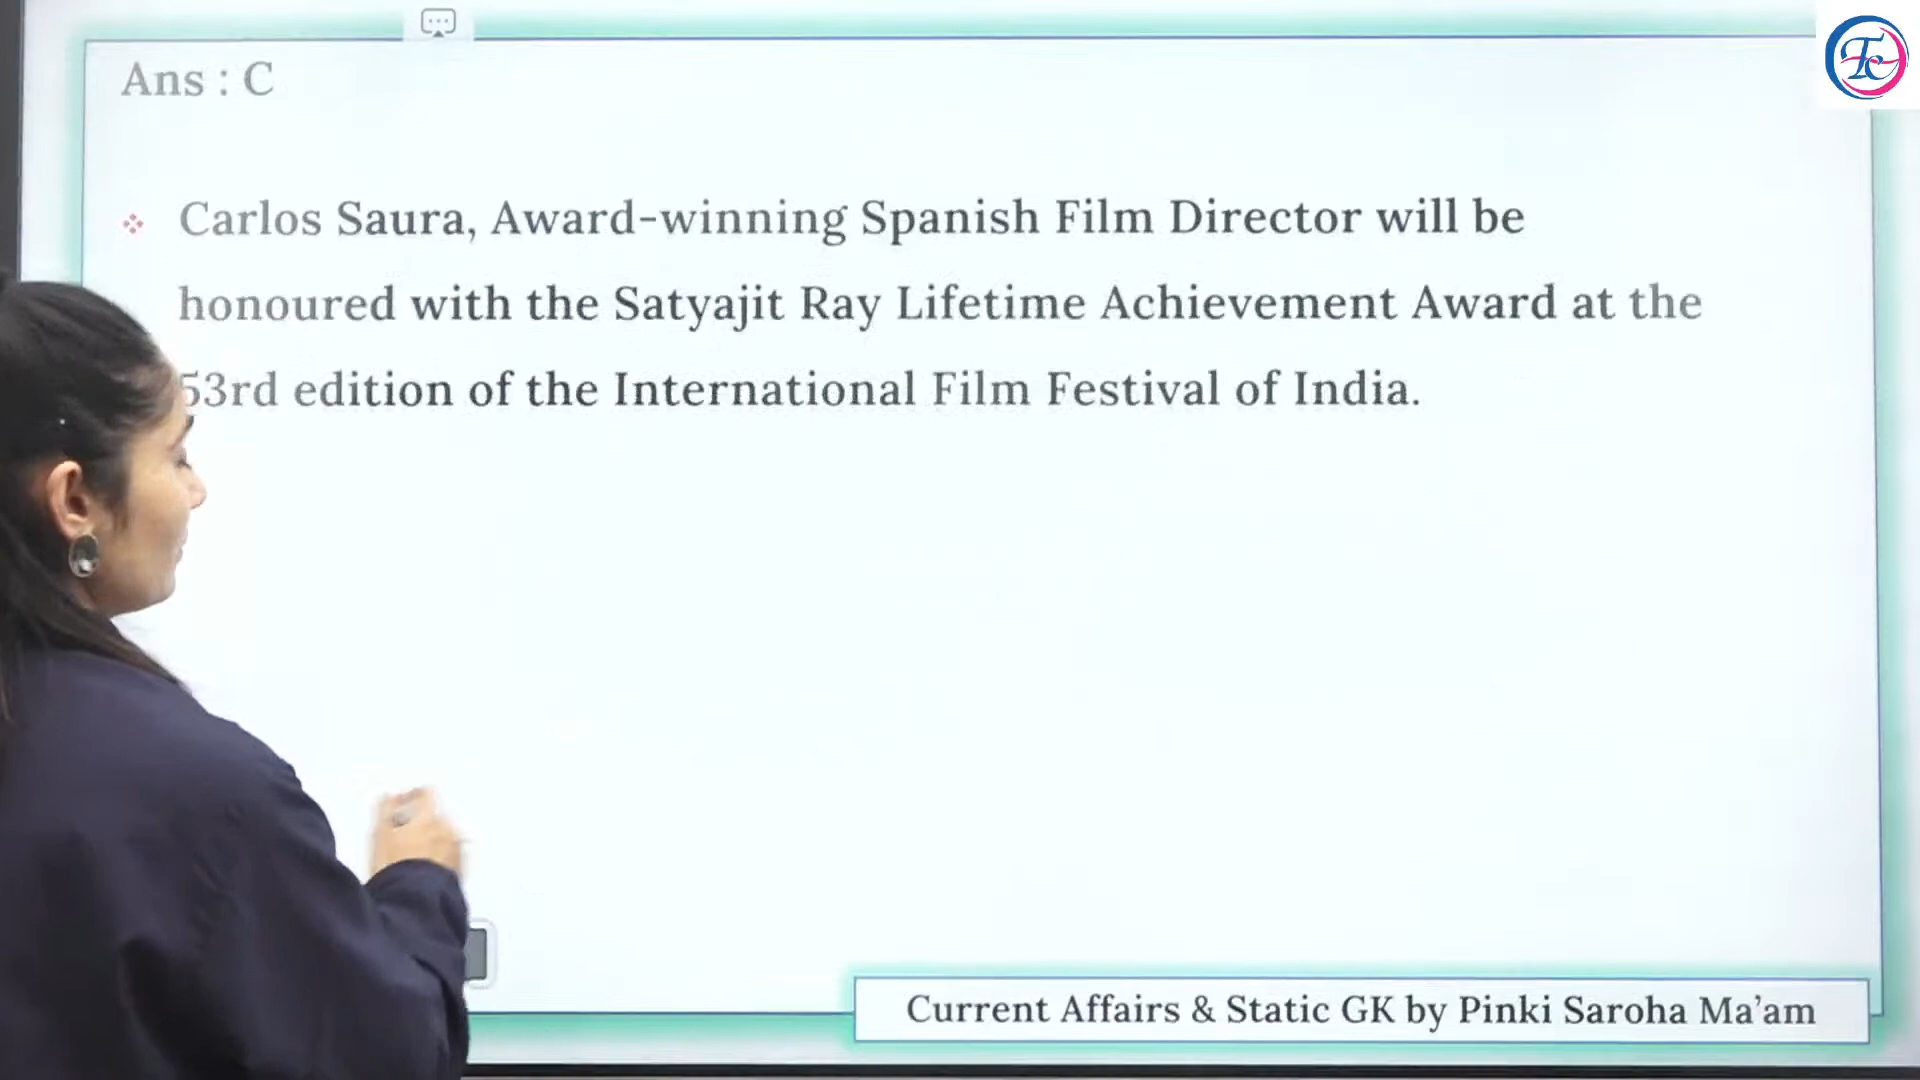 Ans : C
Carlos Saura, Award-winning Spanish Film Director will be
honoured with the Satyajit Ray Lifetime Achievement Award at the
53rd edition of the International Film Festival of India.
Current Affairs & Static GK by Pinki Saroha Ma’am